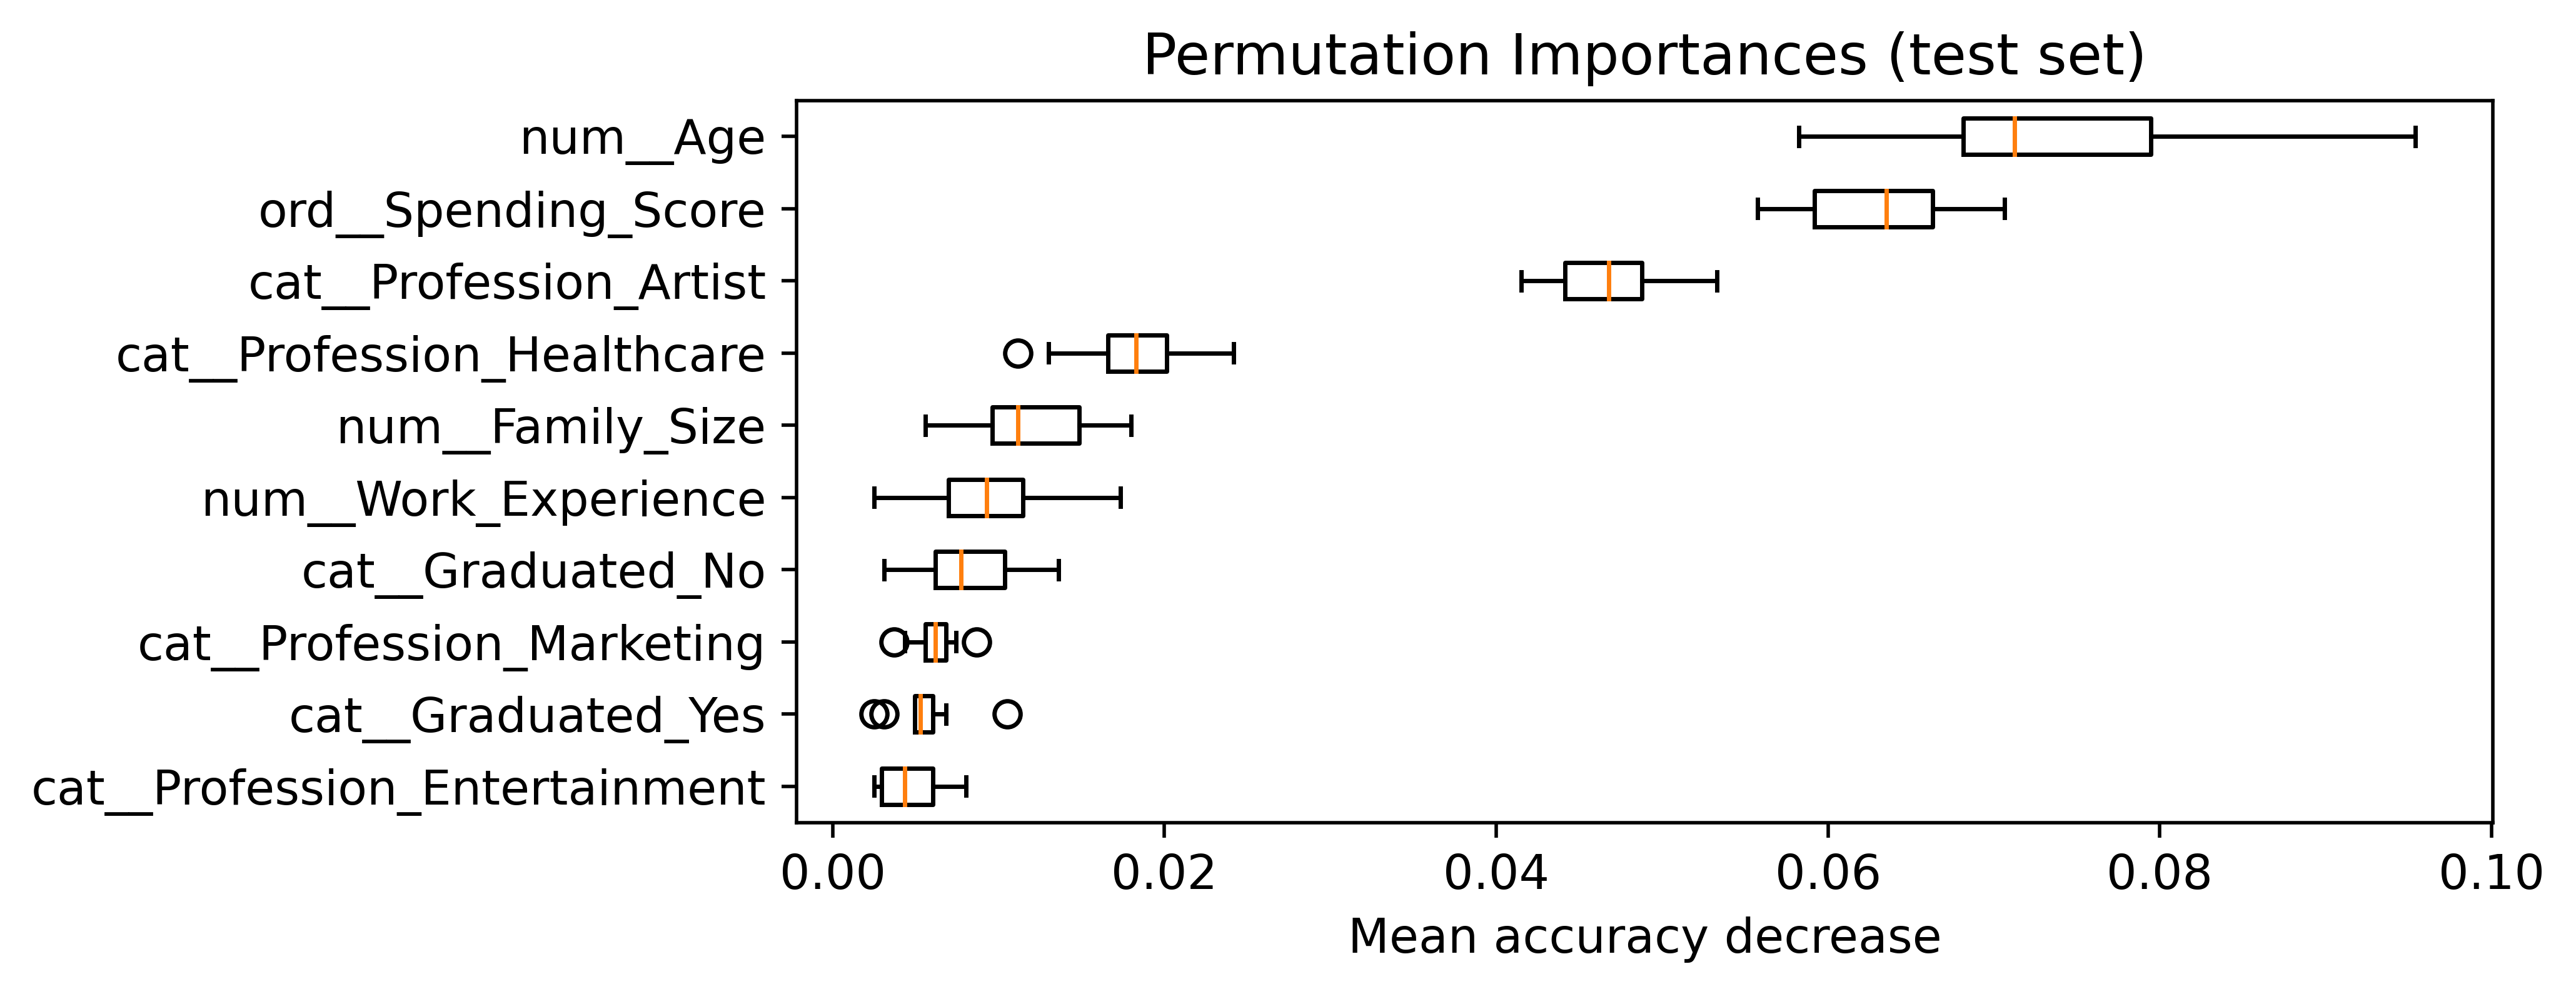 Permutation Importances (test set)
num__Age
ord__Spending_Score
cat__Profession_Artist
cat__Profession_Healthcare
num__Family_Size
num__Work_Experience
cat__Graduated_No
cat__Profession_Marketing
cat__Graduated_Yes
cat__Profession_Entertainment
0.00 0.02 0.04 0.06 0.08 0.10
Mean accuracy decrease